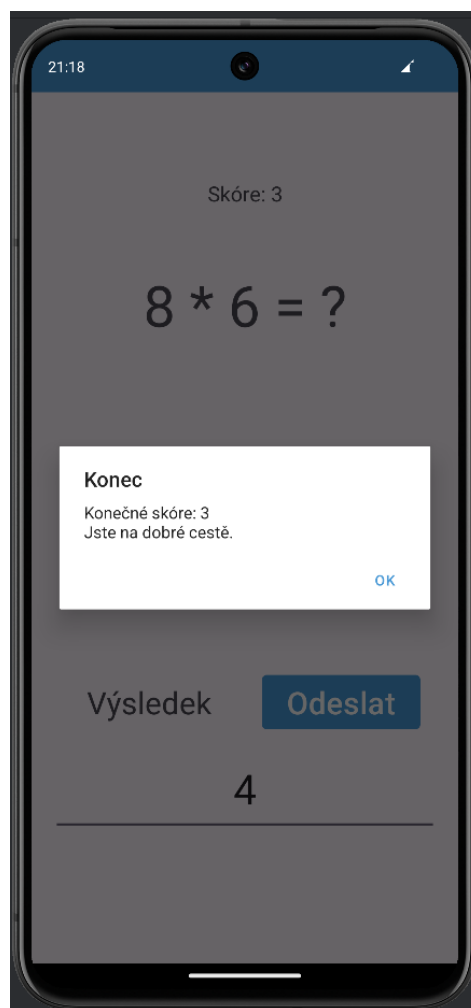 21:18
Skóre: 3
8 * 6 = ?
Konec
Konečné skóre: 3
Jste na dobré cestě.
OK
Výsledek
Odeslat
4